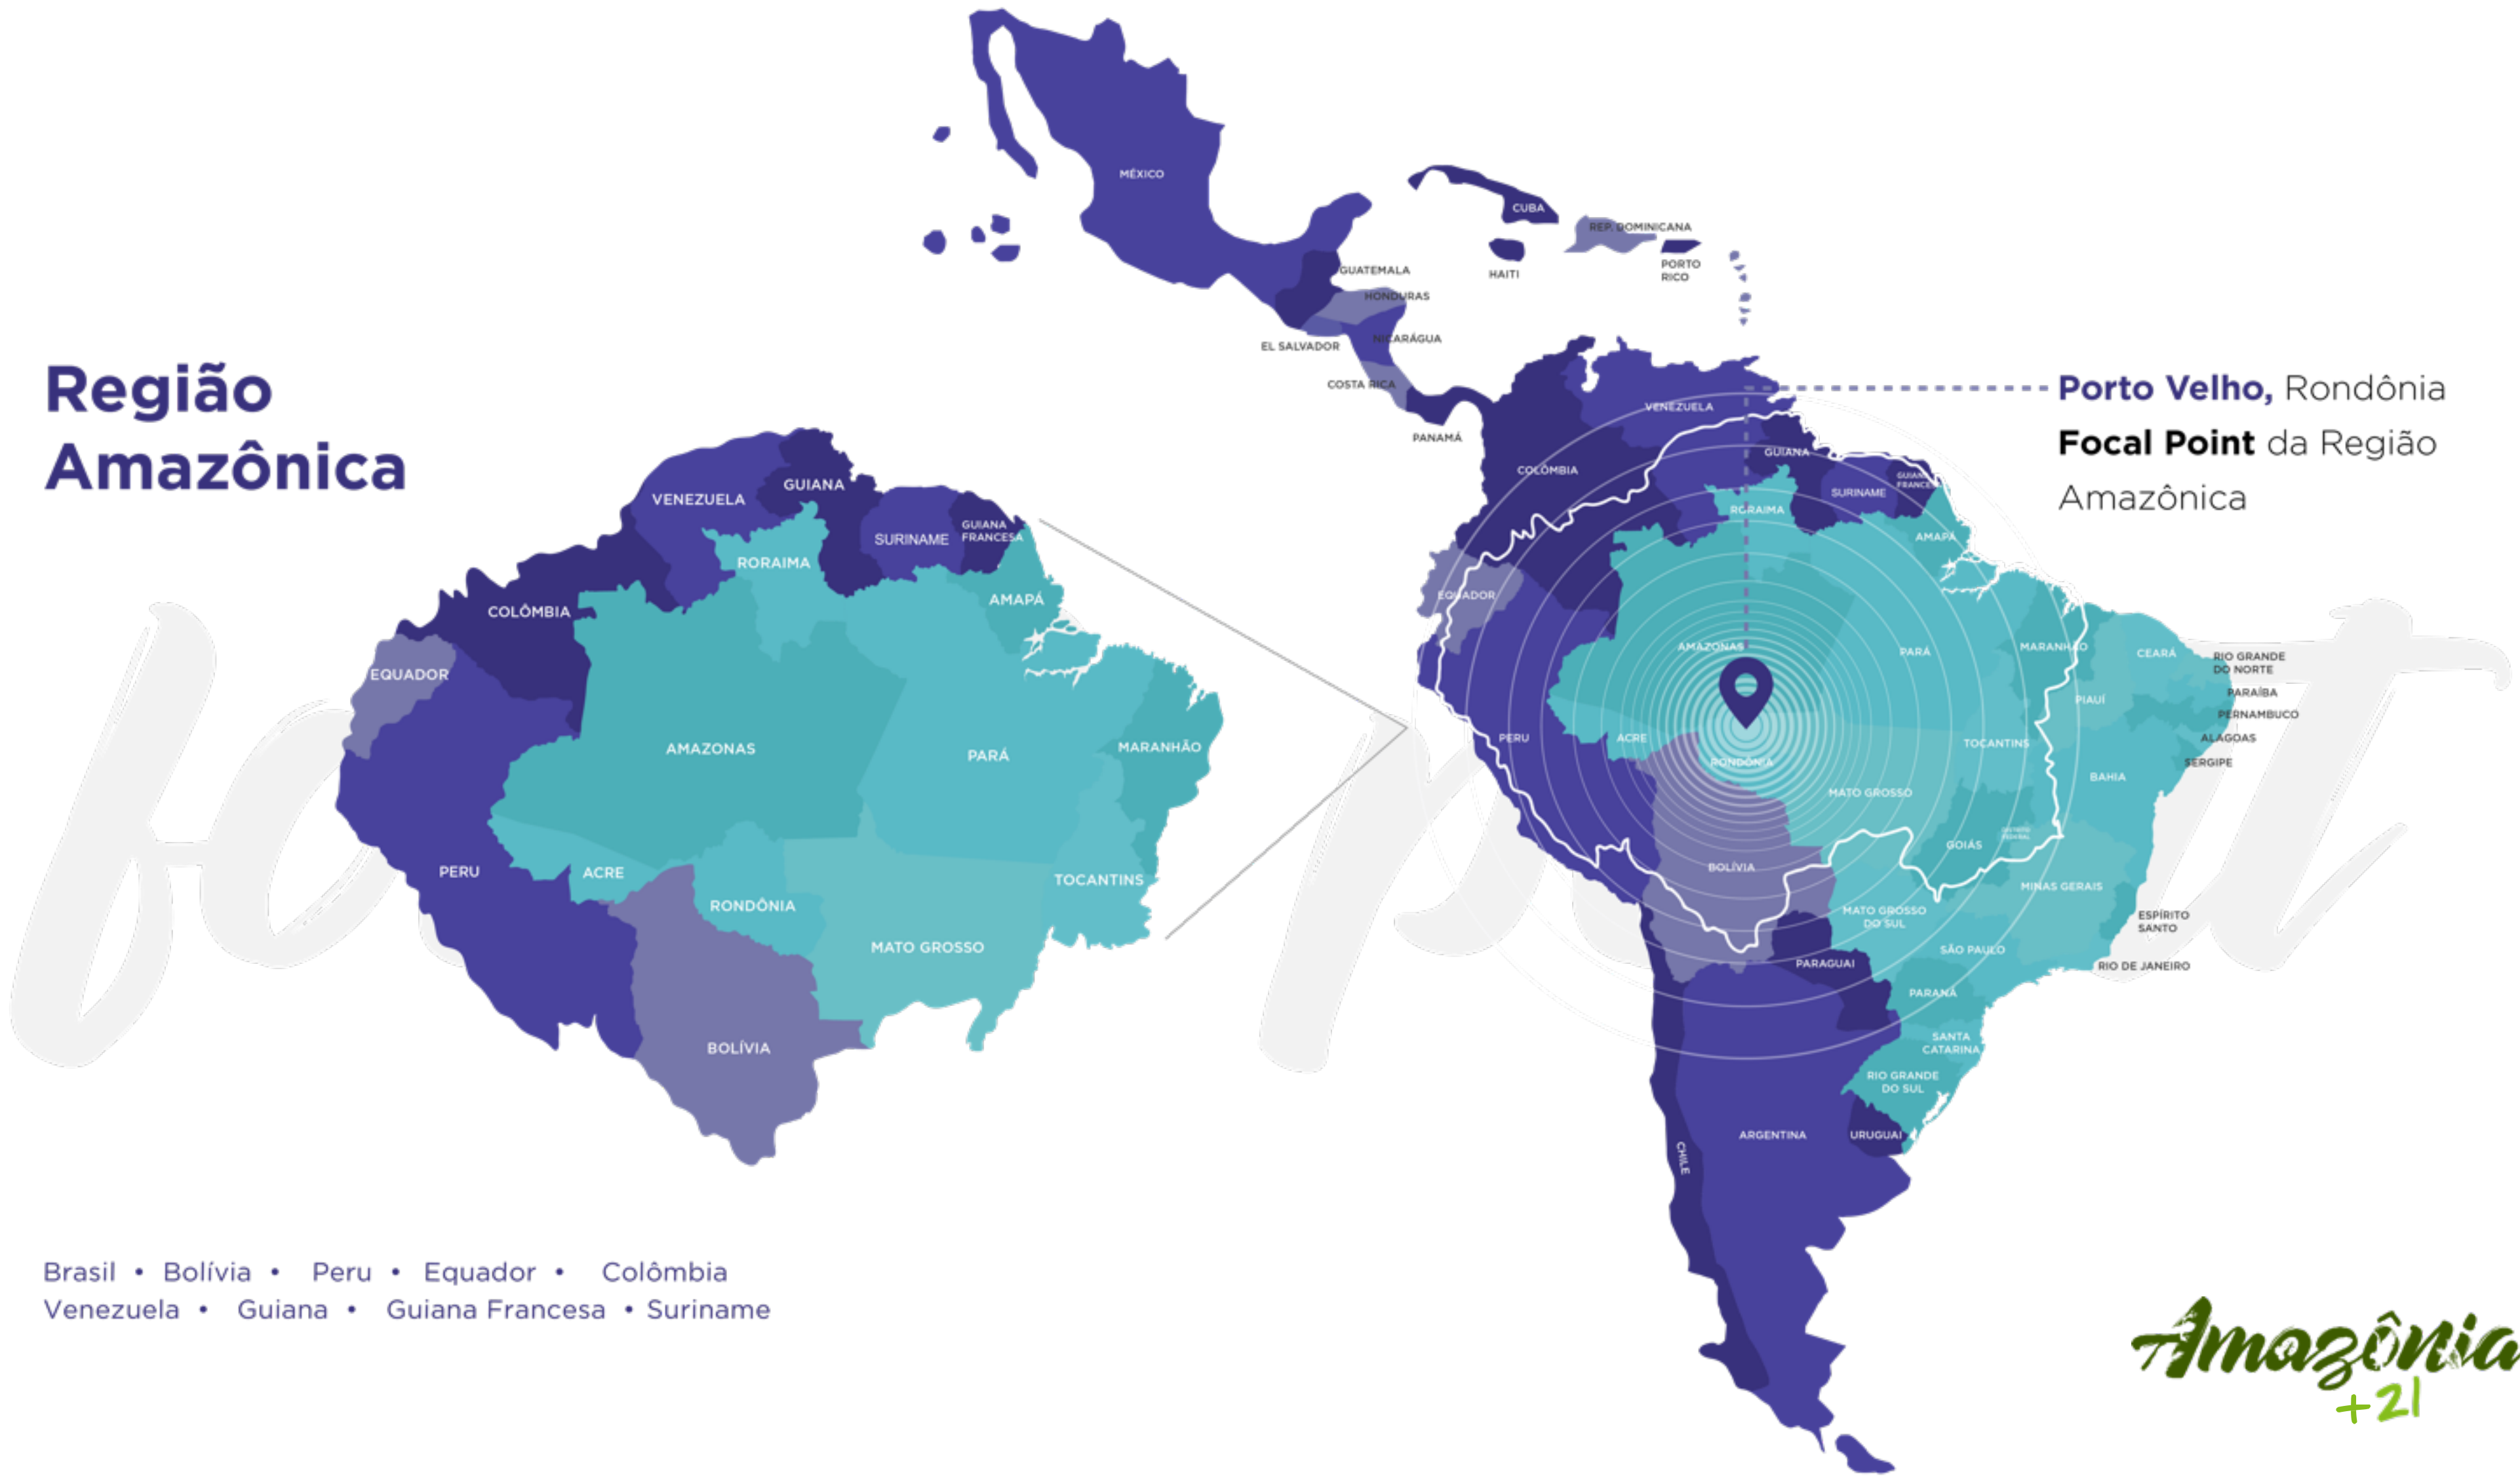 Região
Amazônica
VENEZUELA
GUIANA
SURINAME
GUIANA
FRANCESA
RORAIMA
AMAPÁ
COLÔMBIA
EQUADOR
AMAZONAS
PARÁ
MARANHÃO
PERU
ACRE
RONDÔNIA
TOCANTINS
MATO GROSSO
BOLÍVIA
Brasil • Bolívia • Peru • Equador • Colômbia
Venezuela • Guiana • Guiana Francesa • Suriname
MÉXICO
CUBA
REP. DOMINICANA
HAITI
PORTO
RICO
GUATEMALA
HONDURAS
EL SALVADOR
NICARÁGUA
COSTA RICA
PANAMÁ
Porto Velho, Rondônia
Focal Point da Região
Amazônica
VENEZUELA
COLÔMBIA
GUIANA
SURINAME
GUIANA
FRANCESA
RORAIMA
AMAPÁ
EQUADOR
AMAZONAS
PARÁ
MARANHÃO
CEARÁ
RIO GRANDE
DO NORTE
PARAÍBA
PIAUÍ
PERNAMBUCO
ALAGOAS
SERGIPE
PERU
ACRE
RONDÔNIA
TOCANTINS
BAHIA
MATO GROSSO
DISTRITO
FEDERAL
GOIÁS
BOLÍVIA
MINAS GERAIS
MATO GROSSO
DO SUL
ESPÍRITO
SANTO
SÃO PAULO
RIO DE JANEIRO
PARAGUAI
PARANÁ
SANTA
CATARINA
RIO GRANDE
DO SUL
ARGENTINA
URUGUAI
CHILE
Amazônia
+21